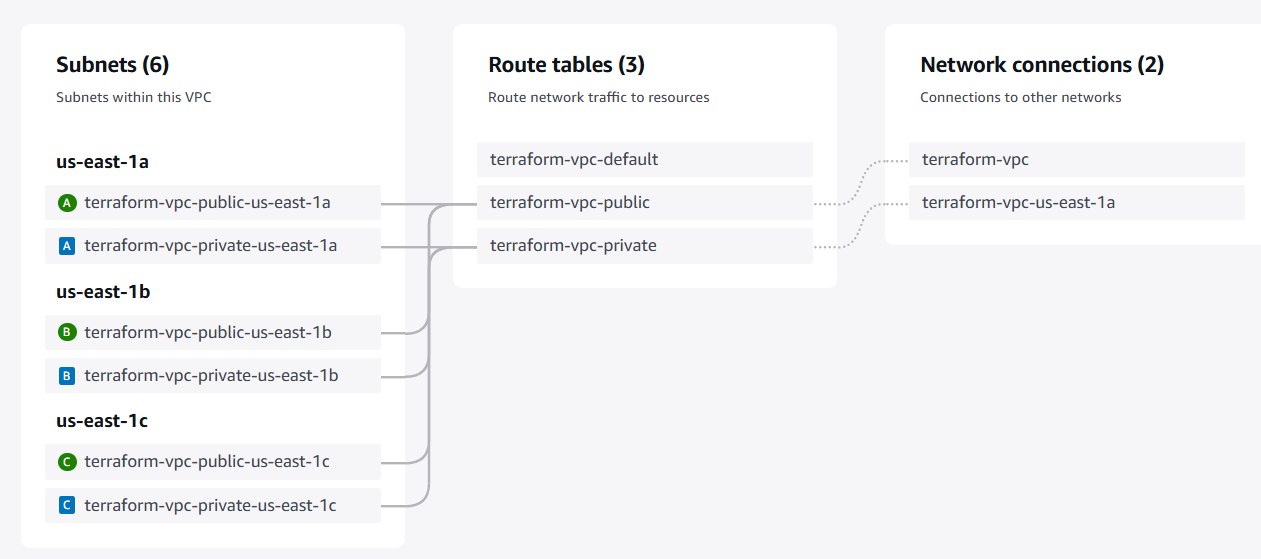 Subnets (6)
Subnets within this VPC
us-east-1a
A terraform-vpc-public-us-east-1a
A terraform-vpc-private-us-east-1a
us-east-1b
B terraform-vpc-public-us-east-1b
B terraform-vpc-private-us-east-1b
us-east-1c
C terraform-vpc-public-us-east-1c
C terraform-vpc-private-us-east-1c
Route tables (3)
Route network traffic to resources
terraform-vpc-default
terraform-vpc-public
terraform-vpc-private
Network connections (2)
Connections to other networks
terraform-vpc
terraform-vpc-us-east-1a